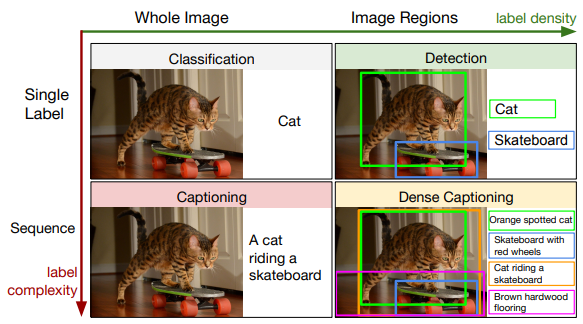 Whole Image
Image Regions
label density
Classification
Detection
Single
Label
Cat
Cat
Skateboard
Captioning
Dense Captioning
Sequence
label
complexity
A cat
riding a
skateboard
Orange spotted cat
Skateboard with
red wheels
Cat riding a
skateboard
Brown hardwood
flooring